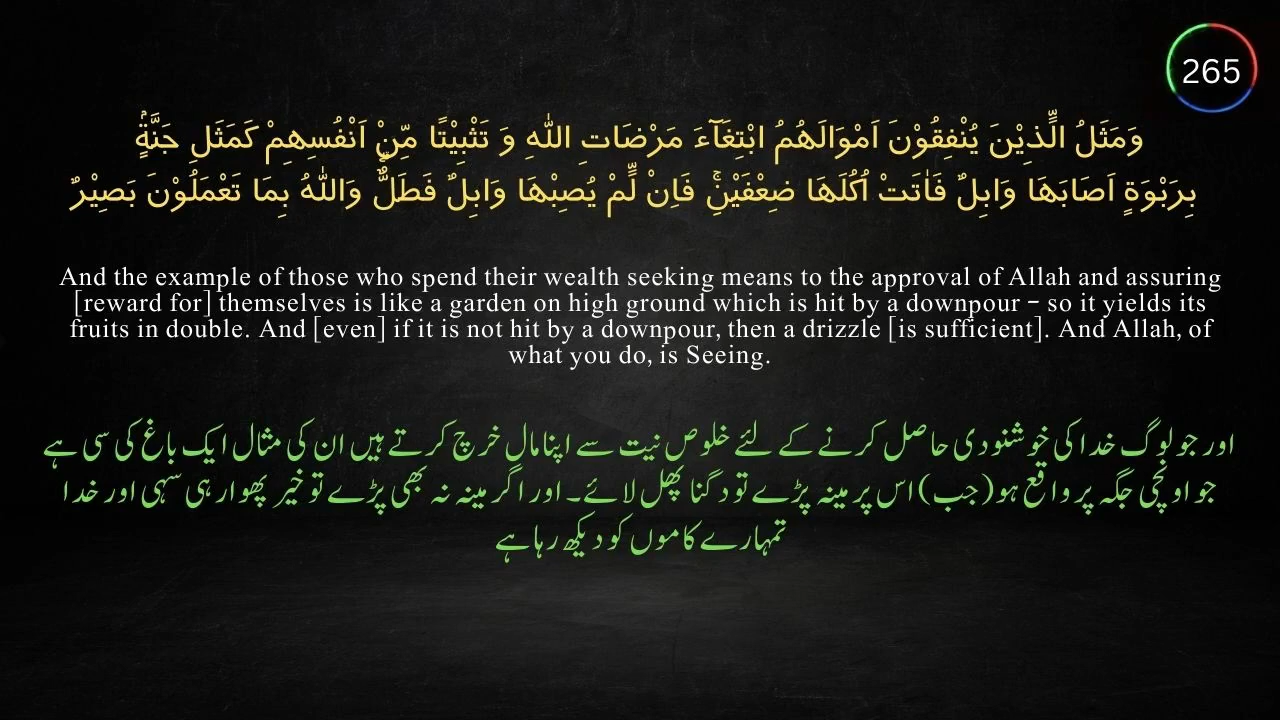 265
وَمَثَلُ الَّذِيْنَ يُنْفِقُوْنَ اَمْوَالَهُمُ ابْتِغَآءَ مَرْضَاتِ اللّٰهِ وَ تَثْبِيْتًا مِّنْ اَنْفُسِهِمْ كَمَثَلِ جَنَّةٍۭ
بِرَبْوَةٍ اَصَابَهَا وَابِلٌ فَاٰتَتْ اُكُلَهَا ضِعْفَيْنِۚ فَاِنْ لَّمْ يُصِبْهَا وَابِلٌ فَطَلٌّؕ وَاللّٰهُ بِمَا تَعْمَلُوْنَ بَصِيْرٌ
And the example of those who spend their wealth seeking means to the approval of Allah and assuring
[reward for] themselves is like a garden on high ground which is hit by a downpour – so it yields its
fruits in double. And [even] if it is not hit by a downpour, then a drizzle [is sufficient]. And Allah, of
what you do, is Seeing.
اور جو لوگ خدا کی خوشنودی حاصل کرنے کے لئے خلوص نیت سے اپنا مال خرچ کرتے ہیں ان کی مثال ایک باغ کی سی ہے
جو اونچی جگہ پر واقع ہو (جب) اس پر مینہ پڑے تو دگنا پھل لائے۔ اور اگر مینہ نہ بھی پڑے تو خیر پھوار ہی سہی اور خدا
تمہارے کاموں کو دیکھ رہا ہے